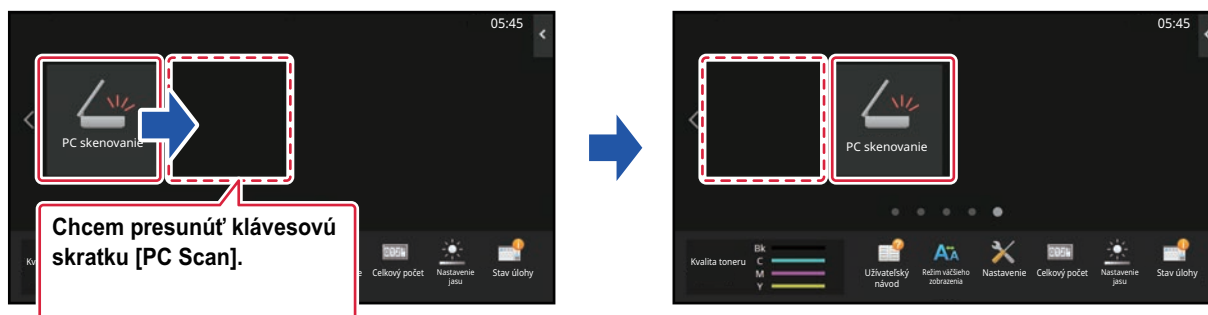 05:45
PC skenovanie
Chcem presunúť klávesovú
skratku [PC Scan].
Kv
e
Celkový počet
Nastavenie
jasu
Stav úlohy
05:45
PC skenovanie
Kvalita toneru
Bk
C
M
Y
Užívateľský
návod
Režim väčšieho
zobrazenia
Nastavenie
Celkový počet
Nastavenie
jasu
Stav úlohy